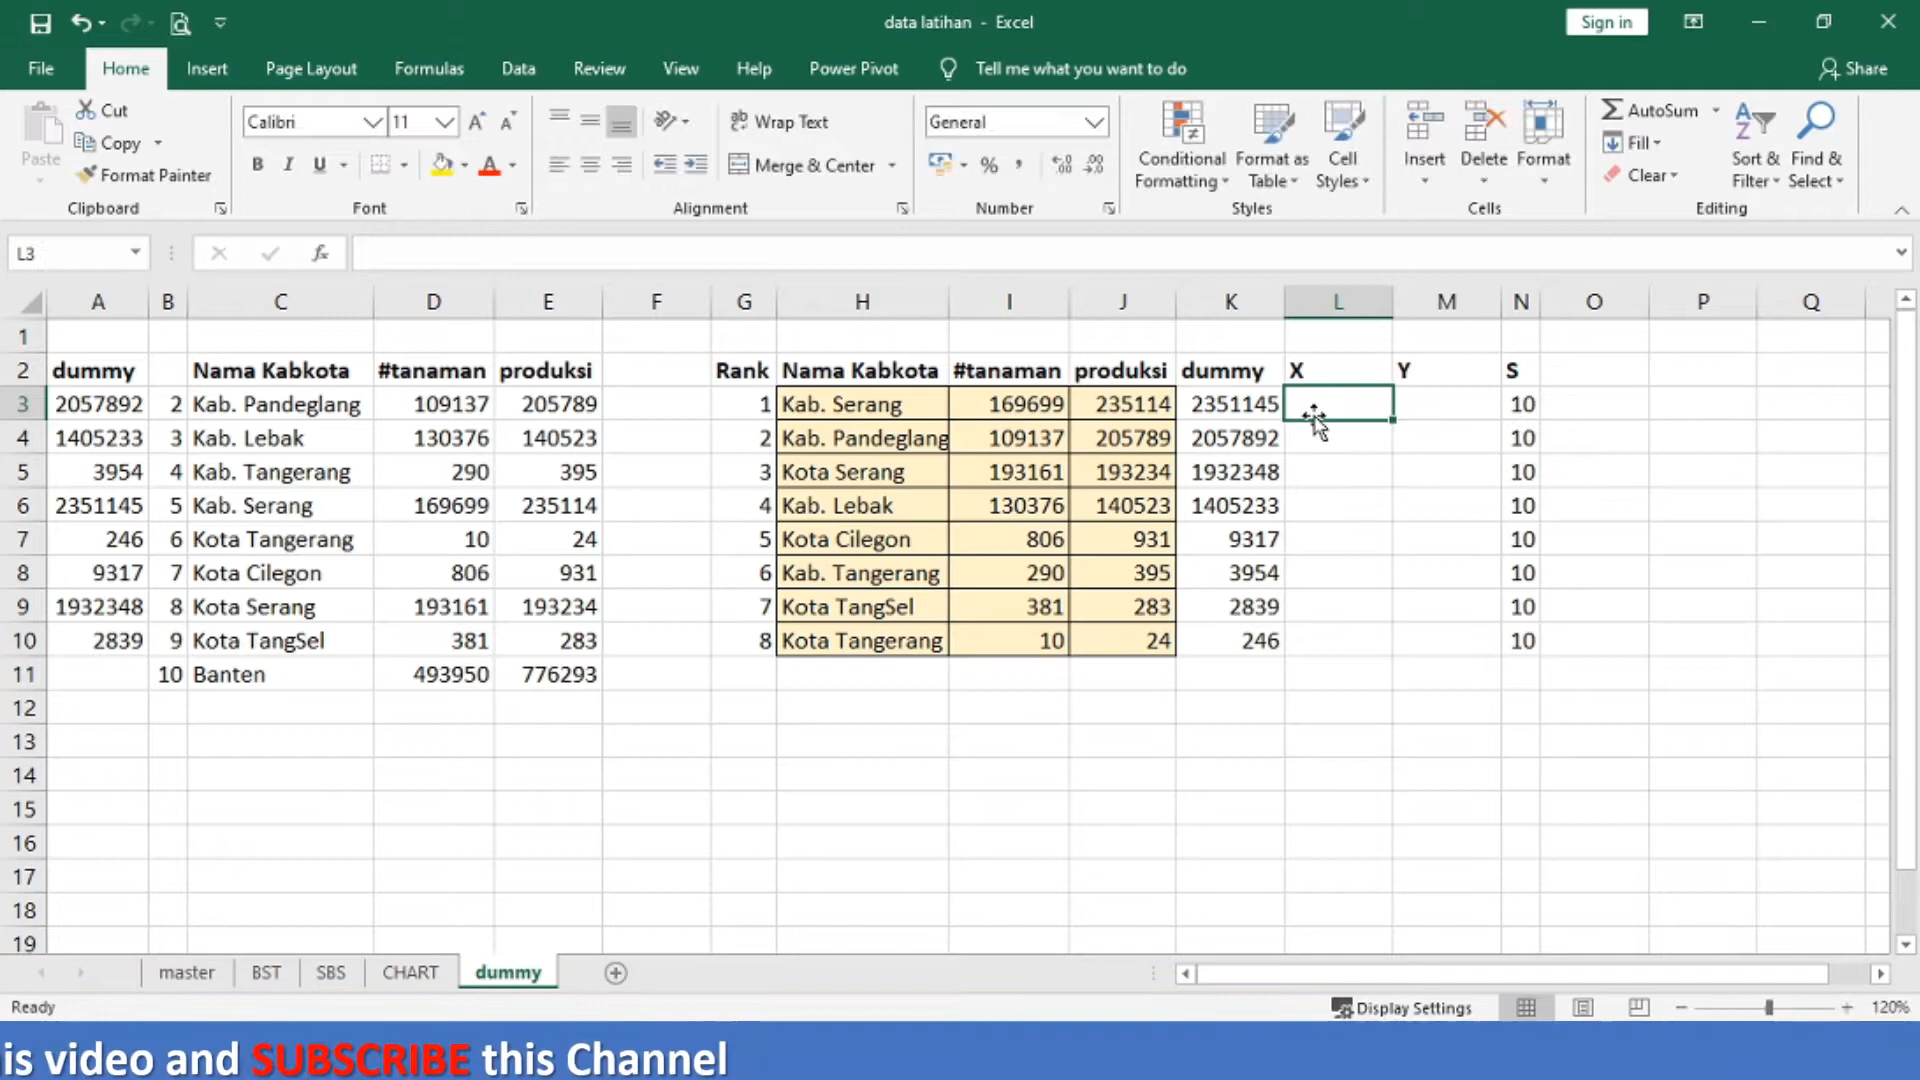 data latihan - Excel
Sign in
File Home Insert Page Layout Formulas Data Review View Help Power Pivot Tell me what you want to do Share
Paste Cut Copy Format Painter Clipboard
Calibri 11 B I U A A A Font
ab Wrap Text Merge & Center Alignment
General % , .00 .0 Number
Conditional Formatting Format as Table Cell Styles Styles
Insert Delete Format Cells
AutoSum Fill Clear Sort & Filter Find & Select Editing
L3 fx
A B C D E F G H I J K L M N O P Q
1
2 dummy Nama Kabkota #tanaman produksi Rank Nama Kabkota #tanaman produksi dummy X Y S
3 2057892 2 Kab. Pandeglang 109137 205789 1 Kab. Serang 169699 235114 2351145 10
4 1405233 3 Kab. Lebak 130376 140523 2 Kab. Pandeglang 109137 205789 2057892 10
5 3954 4 Kab. Tangerang 290 395 3 Kota Serang 193161 193234 1932348 10
6 2351145 5 Kab. Serang 169699 235114 4 Kab. Lebak 130376 140523 1405233 10
7 246 6 Kota Tangerang 10 24 5 Kota Cilegon 806 931 9317 10
8 9317 7 Kota Cilegon 806 931 6 Kab. Tangerang 290 395 3954 10
9 1932348 8 Kota Serang 193161 193234 7 Kota TangSel 381 283 2839 10
10 2839 9 Kota TangSel 381 283 8 Kota Tangerang 10 24 246 10
11 10 Banten 493950 776293
12
13
14
15
16
17
18
19
master BST SBS CHART dummy
Ready Display Settings 120%
is video and SUBSCRIBE this Channel